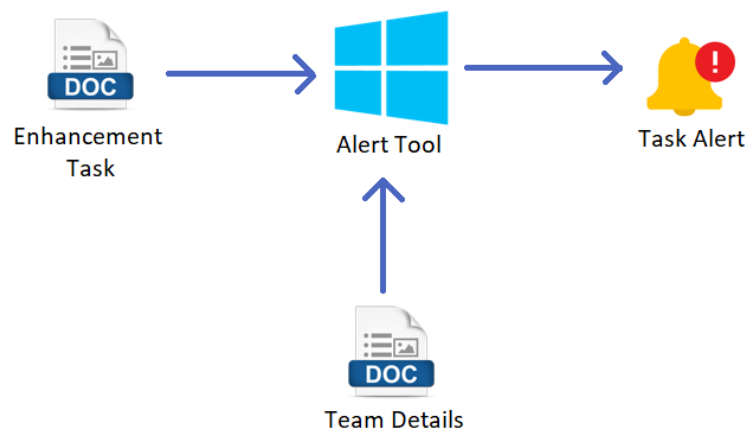 DOC
Enhancement
Task
Alert Tool
!
Task Alert
DOC
Team Details